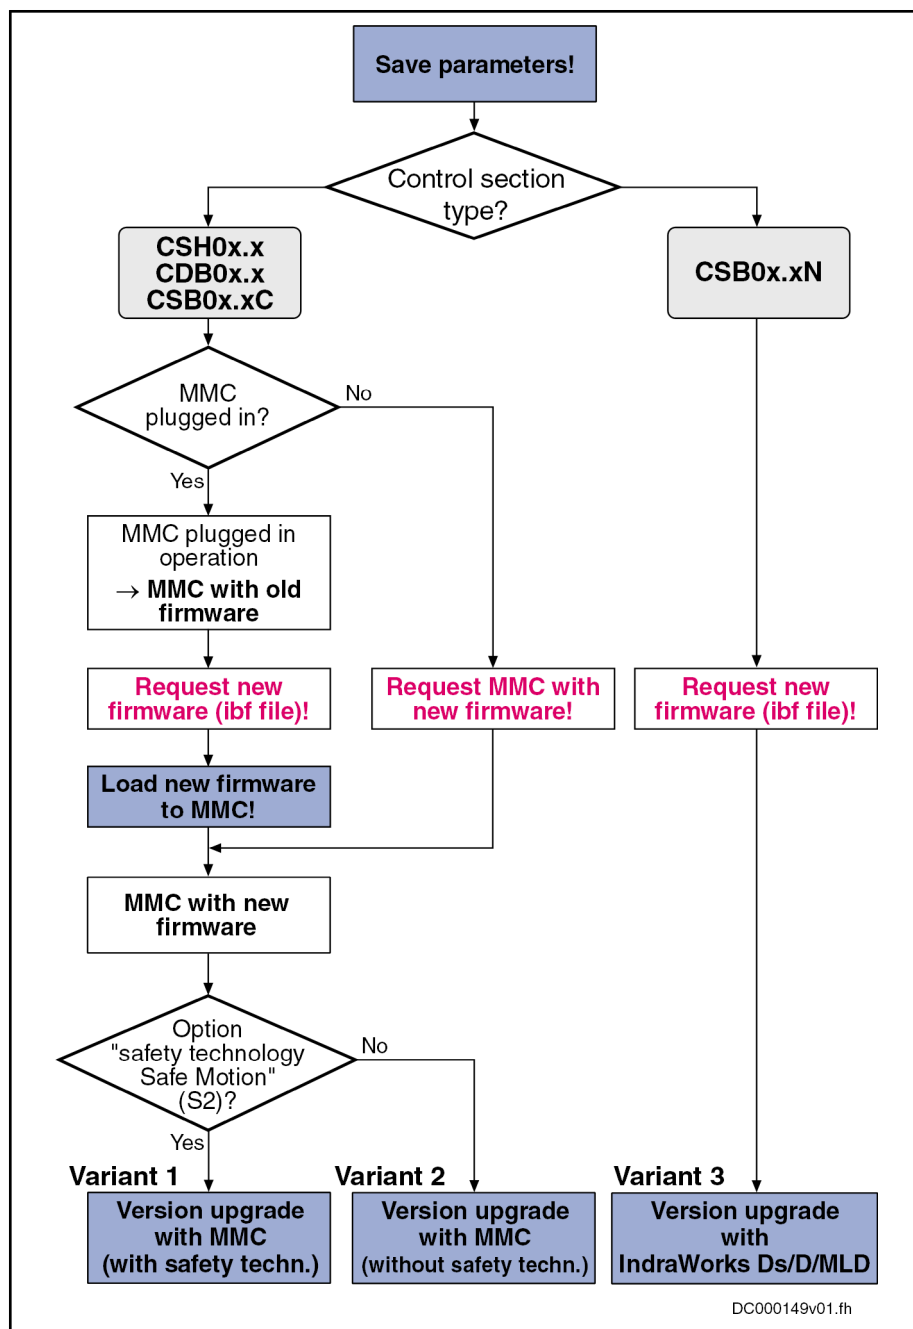 Save parameters!
Control section
type?
CSH0x.x
CDB0x.x
CSB0x.xC
CSB0x.xN
MMC
plugged in?
No
Yes
MMC plugged in
operation
→ MMC with old
firmware
Request new
firmware (ibf file)!
Request MMC with
new firmware!
Request new
firmware (ibf file)!
Load new firmware
to MMC!
MMC with new
firmware
Option
"safety technology
Safe Motion"
(S2)?
No
Yes
Variant 1
Version upgrade
with MMC
(with safety techn.)
Variant 2
Version upgrade
with MMC
(without safety techn.)
Variant 3
Version upgrade
with
IndraWorks Ds/D/MLD
DC000149v01.fh